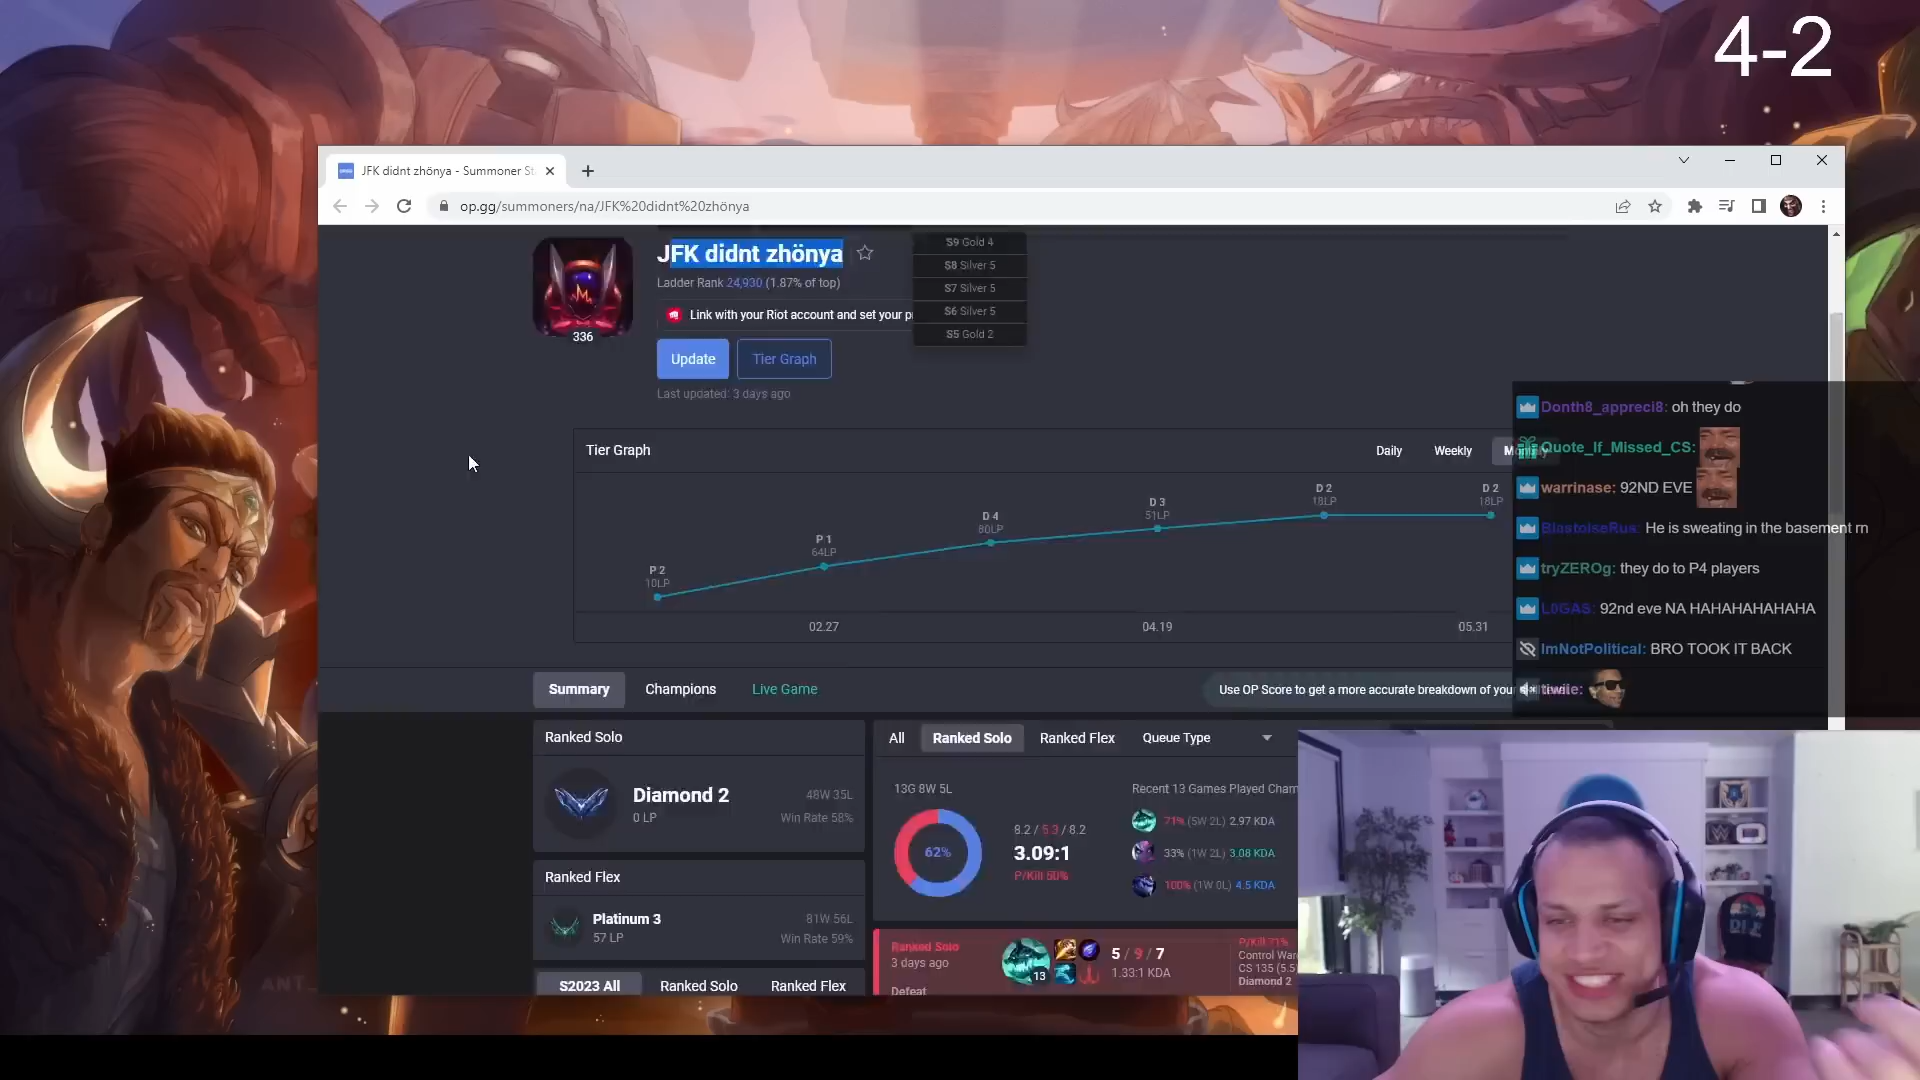 4-2
JFK didnt zhönya - Summoner St
op.gg/summoners/na/JFK%20didnt%20zhönya
JFK didnt zhönya
Ladder Rank 24,930 (1.87% of top)
336
Link with your Riot account and set your p
Update
Tier Graph
Last updated: 3 days ago
S9 Gold 4
S8 Silver 5
S7 Silver 5
S6 Silver 5
S5 Gold 2
Tier Graph
Daily
Weekly
P 2
10LP
P 1
64LP
D 4
80LP
D 3
51LP
D 2
18LP
D 2
18LP
02.27
04.19
05.31
Donth8_appreci8: oh they do
Quote_If_Missed_CS:
warrinase: 92ND EVE
BlastoiseRus: He is sweating in the basement rn
tryZEROg: they do to P4 players
L0GAS: 92nd eve NA HAHAHAHAHAHA
ImNotPolitical: BRO TOOK IT BACK
Summary
Champions
Live Game
Use OP Score to get a more accurate breakdown of your
Ranked Solo
Diamond 2
0 LP
48W 35L
Win Rate 58%
Ranked Flex
Platinum 3
57 LP
81W 56L
Win Rate 59%
S2023 All
Ranked Solo
Ranked Flex
All
Ranked Solo
Ranked Flex
Queue Type
13G 8W 5L
62%
8.2 / 5.3 / 8.2
3.09:1
P/Kill 50%
Recent 13 Games Played Cham
71% (5W 2L) 2.97 KDA
33% (1W 2L) 3.08 KDA
100% (1W 0L) 4.5 KDA
Ranked Solo
3 days ago
Defeat
13
5 / 9 / 7
1.33:1 KDA
P/Kill 71%
Control War
CS 135 (5.5
Diamond 2